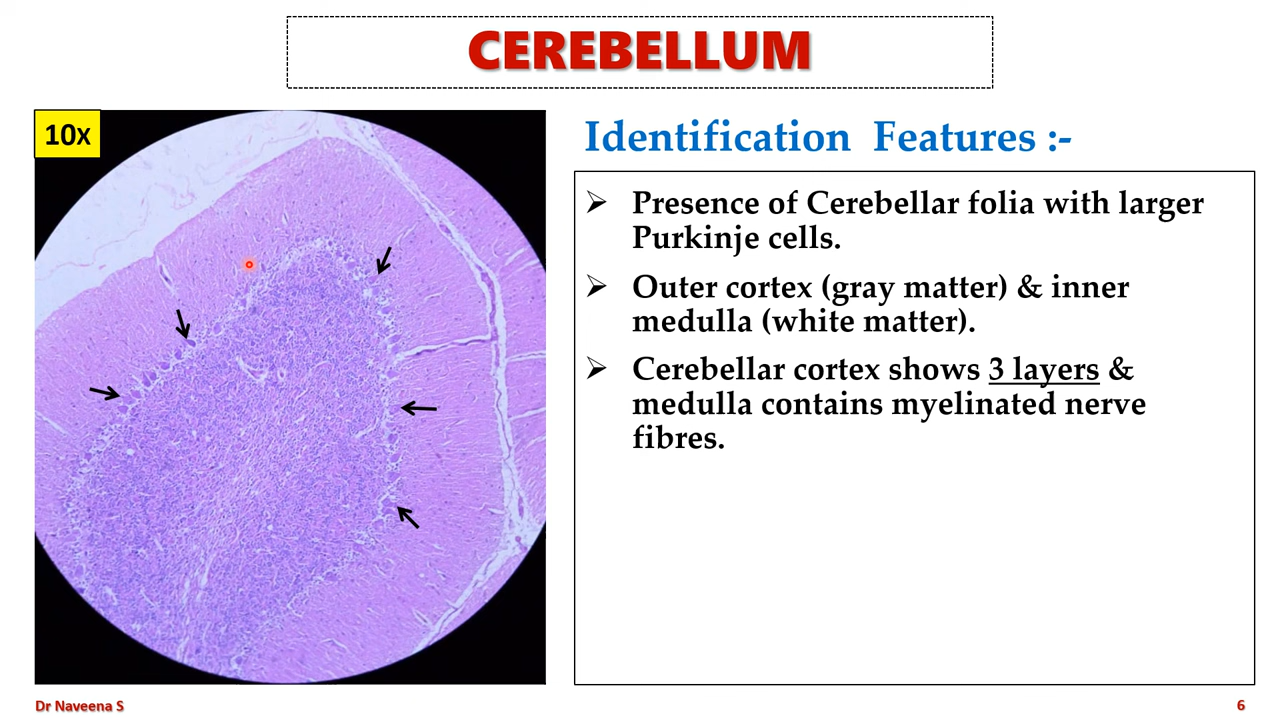 CEREBELLUM
10X
Identification Features :-
➢ Presence of Cerebellar folia with larger
Purkinje cells.
➢ Outer cortex (gray matter) & inner
medulla (white matter).
➢ Cerebellar cortex shows 3 layers &
medulla contains myelinated nerve
fibres.
Dr Naveena S
6